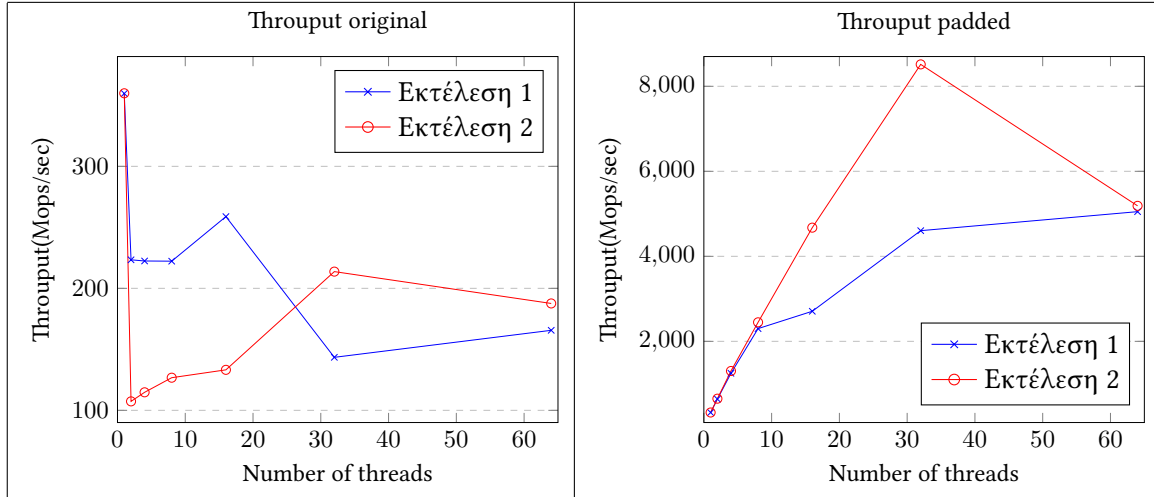 Throuput original
Throuput(Mops/sec)
300
200
100
0 10 20 30 40 50 60
Number of threads
Εκτέλεση 1
Εκτέλεση 2
Throuput padded
Throuput(Mops/sec)
8,000
6,000
4,000
2,000
0 10 20 30 40 50 60
Number of threads
Εκτέλεση 1
Εκτέλεση 2